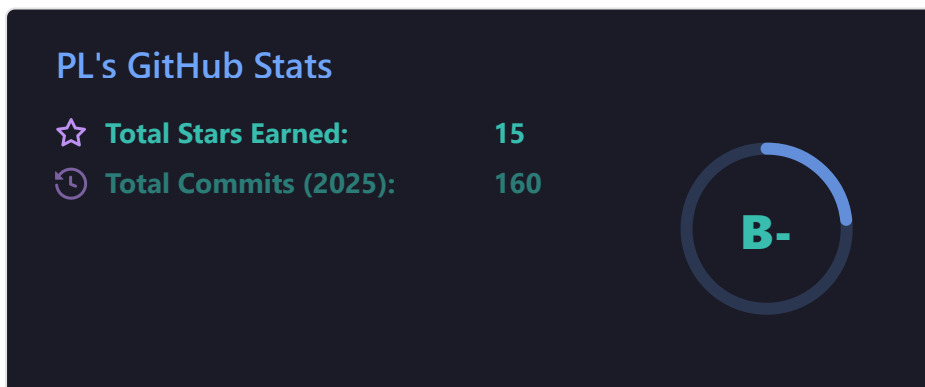 PL's GitHub Stats
Total Stars Earned: 15
Total Commits (2025): 160
B-